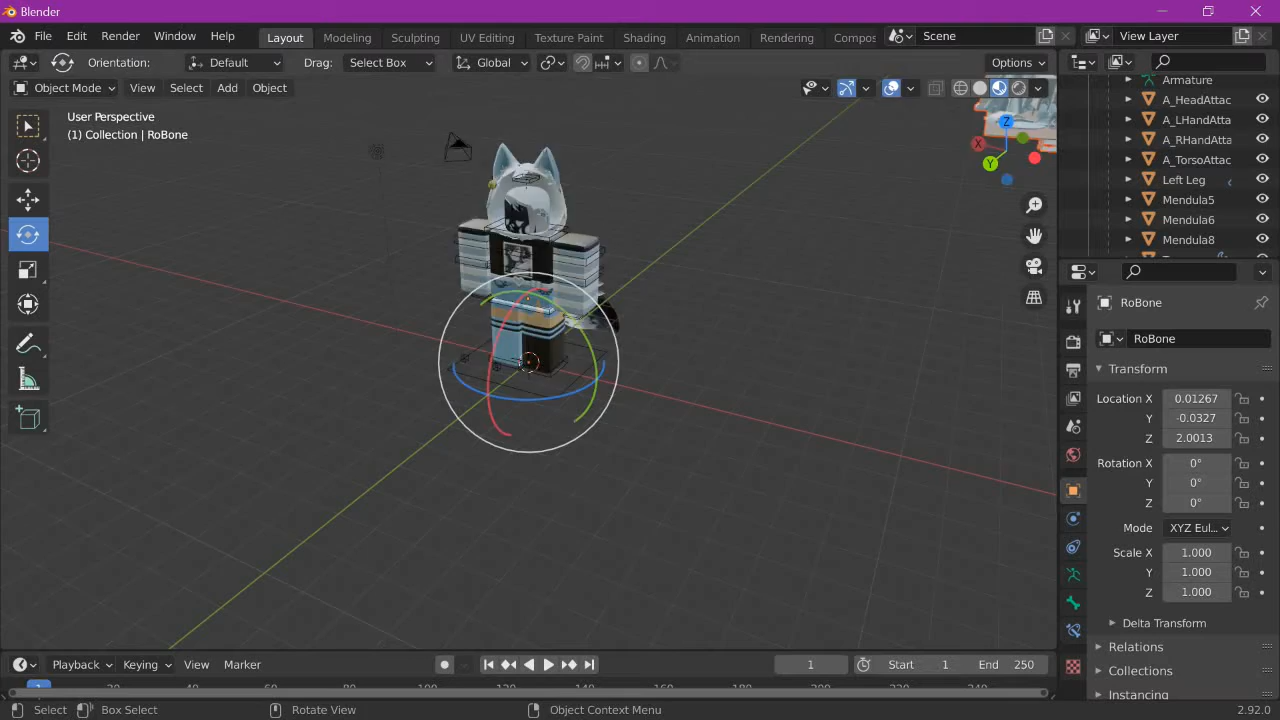 Blender
File Edit Render Window Help Layout Modeling Sculpting UV Editing Texture Paint Shading Animation Rendering Compos Scene View Layer
Orientation: Default Drag: Select Box Global Options
Object Mode View Select Add Object
User Perspective
(1) Collection | RoBone
Z
X
Y
Armature
A_HeadAttac
A_LHandAtta
A_RHandAtta
A_TorsoAttac
Left Leg
Mendula5
Mendula6
Mendula8
RoBone
RoBone
Transform
Location X 0.01267
Y -0.0327
Z 2.0013
Rotation X 0°
Y 0°
Z 0°
Mode XYZ Eul...
Scale X 1.000
Y 1.000
Z 1.000
Delta Transform
Relations
Collections
Instancing
Playback Keying View Marker 1 Start 1 End 250
Select Box Select Rotate View Object Context Menu 2.92.0